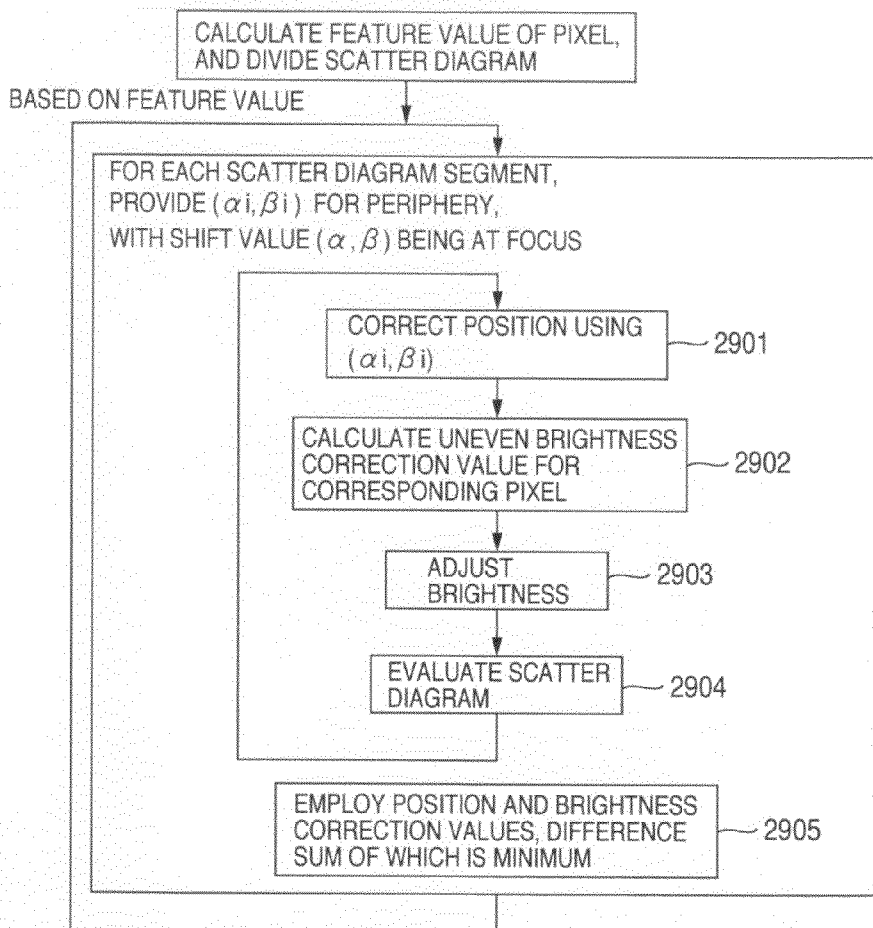 CALCULATE FEATURE VALUE OF PIXEL,
AND DIVIDE SCATTER DIAGRAM
BASED ON FEATURE VALUE
FOR EACH SCATTER DIAGRAM SEGMENT,
PROVIDE (αi,βi) FOR PERIPHERY,
WITH SHIFT VALUE (α,β) BEING AT FOCUS
CORRECT POSITION USING
(αi,βi)
2901
CALCULATE UNEVEN BRIGHTNESS
CORRECTION VALUE FOR
CORRESPONDING PIXEL
2902
ADJUST
BRIGHTNESS
2903
EVALUATE SCATTER
DIAGRAM
2904
EMPLOY POSITION AND BRIGHTNESS
CORRECTION VALUES, DIFFERENCE
SUM OF WHICH IS MINIMUM
2905